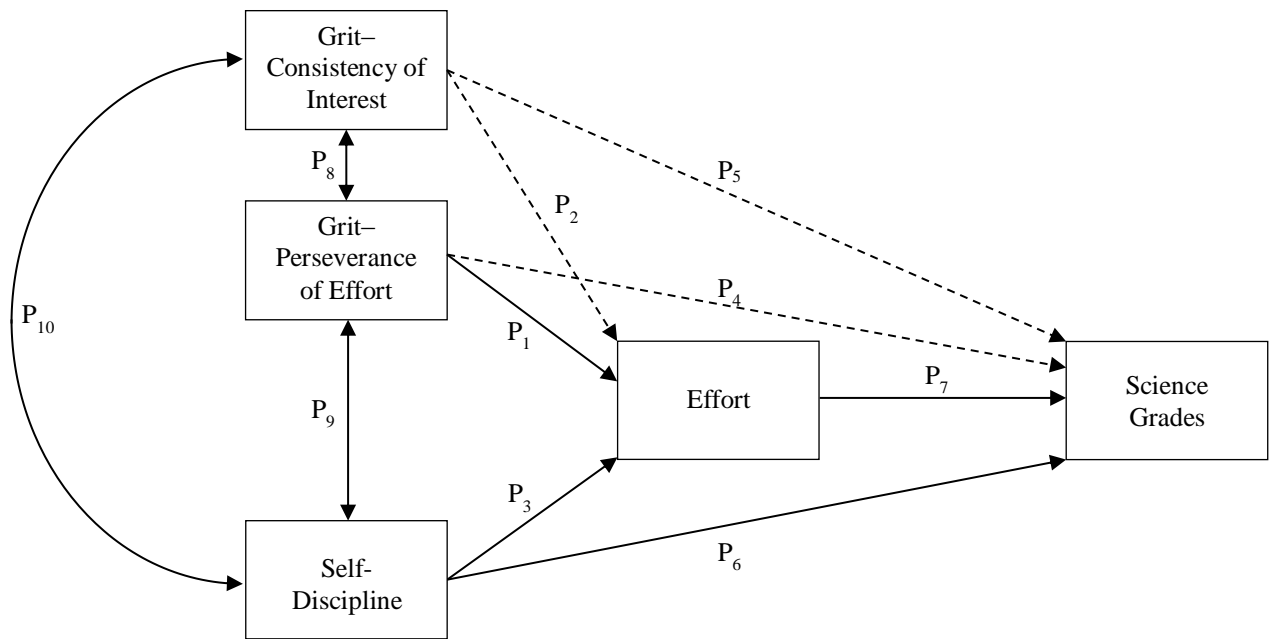 Grit–
Consistency of
Interest
P₈
P₅
P₂
Grit–
Perseverance
of Effort
P₄
P₁₀
P₁
P₇
Effort
Science
Grades
P₉
P₃
P₆
Self-
Discipline